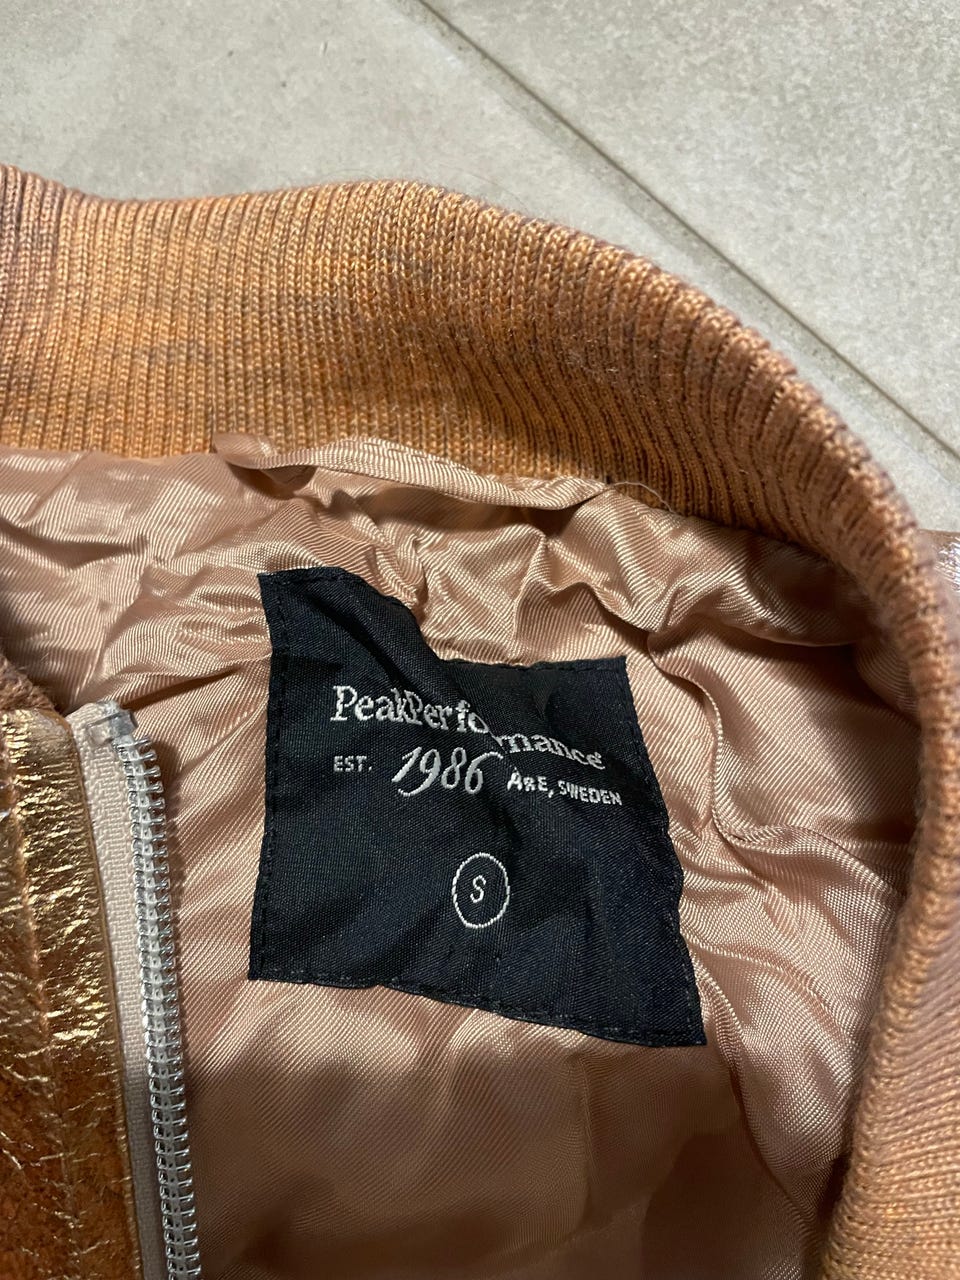 PeakPerformance
EST. 1986 ÅRE, SWEDEN
S